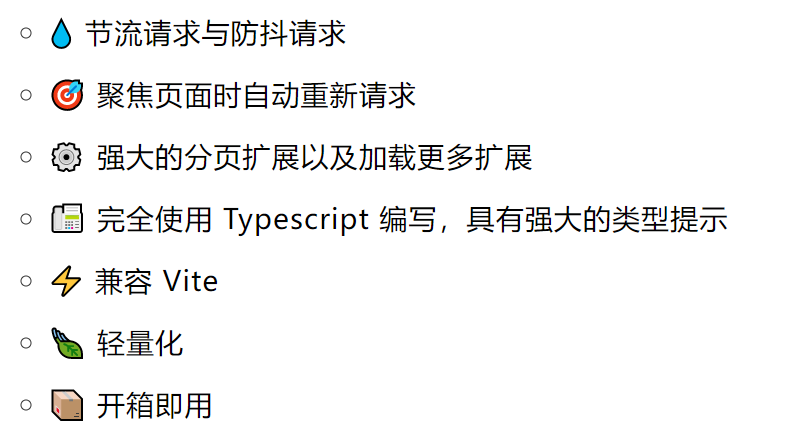 💧 节流请求与防抖请求
🎯 聚焦页面时自动重新请求
⚙️ 强大的分页扩展以及加载更多扩展
📠 完全使用 Typescript 编写，具有强大的类型提示
⚡ 兼容 Vite
🍃 轻量化
📦 开箱即用